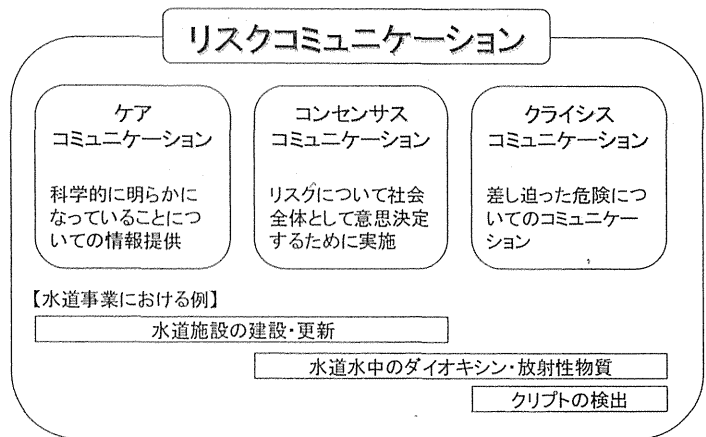 リスクコミュニケーション
ケア
コミュニケーション
科学的に明らかに
なっていることにつ
いての情報提供
コンセンサス
コミュニケーション
リスクについて社会
全体として意思決定
するために実施
クライシス
コミュニケーション
差し迫った危険につ
いてのコミュニケー
ション
【水道事業における例】
水道施設の建設・更新
水道水中のダイオキシン・放射性物質
クリプトの検出